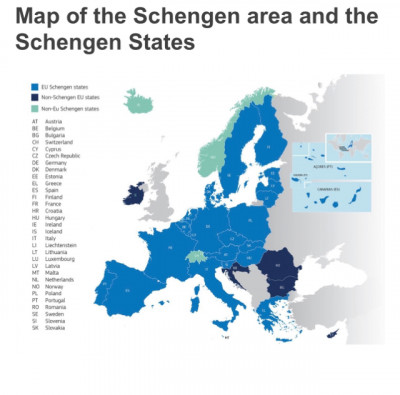 Map of the Schengen area and the
Schengen States
EU Schengen states
Non-Schengen EU states
Non-Eu Schengen states
AT Austria
BE Belgium
BG Bulgaria
CH Switzerland
CY Cyprus
CZ Czech Republic
DE Germany
DK Denmark
EE Estonia
EL Greece
ES Spain
FI Finland
FR France
HR Croatia
HU Hungary
IE Ireland
IS Iceland
IT Italy
LI Liechtenstein
LT Lithuania
LU Luxembourg
LV Latvia
MT Malta
NL Netherlands
NO Norway
PL Poland
PT Portugal
RO Romania
SE Sweden
SI Slovenia
SK Slovakia
AÇORES (PT)
CANARIAS (ES)